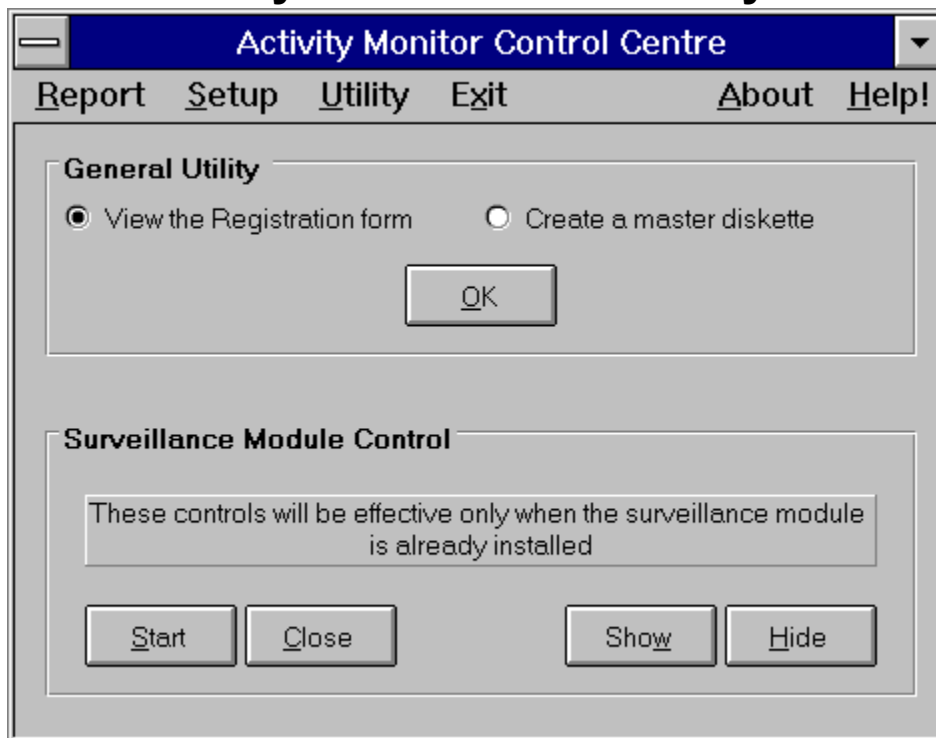 Activity Monitor Control Centre
Report Setup Utility Exit About Help!
General Utility
View the Registration form Create a master diskette
OK
Surveillance Module Control
These controls will be effective only when the surveillance module
is already installed
Start Close Show Hide